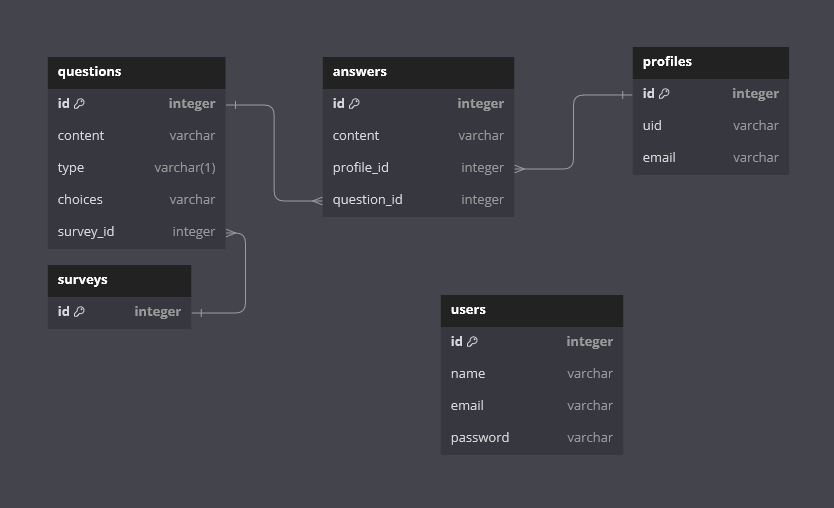 questions
id integer
content varchar
type varchar(1)
choices varchar
survey_id integer
surveys
id integer
answers
id integer
content varchar
profile_id integer
question_id integer
profiles
id integer
uid varchar
email varchar
users
id integer
name varchar
email varchar
password varchar